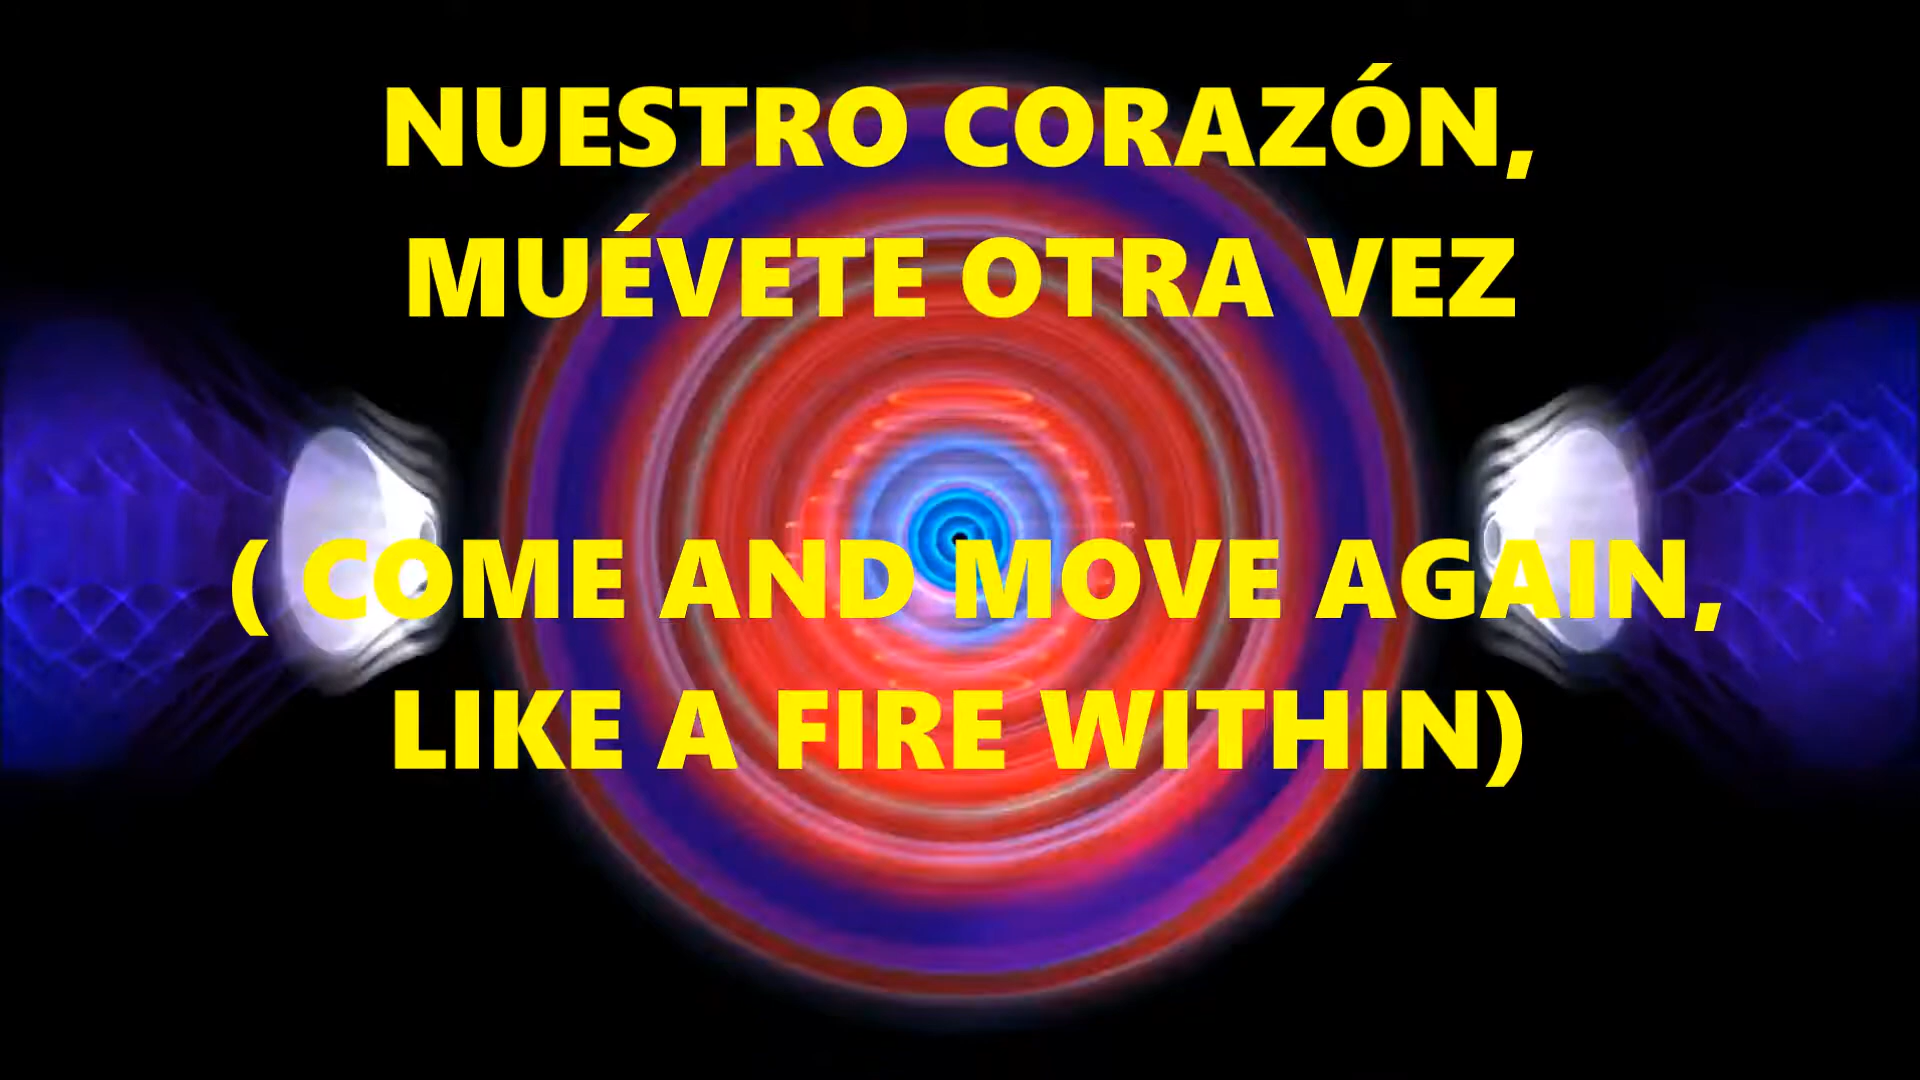 NUESTRO CORAZÓN,
MUÉVETE OTRA VEZ
( COME AND MOVE AGAIN,
LIKE A FIRE WITHIN)